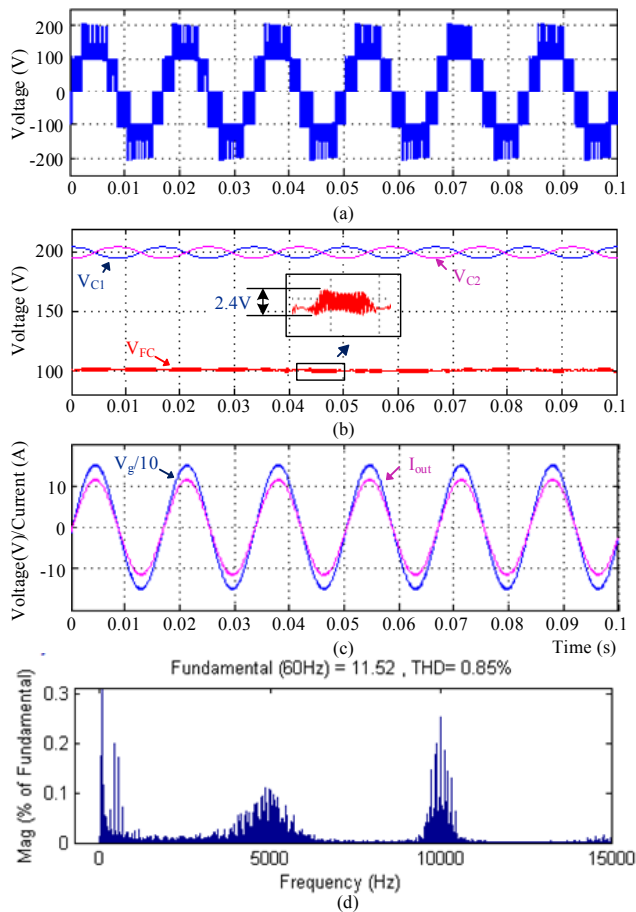 Voltage (V)
200
100
0
-100
-200
0 0.01 0.02 0.03 0.04 0.05 0.06 0.07 0.08 0.09 0.1
(a)
Voltage (V)
200
150
100
VC1
VC2
2.4V
VFC
0 0.01 0.02 0.03 0.04 0.05 0.06 0.07 0.08 0.09 0.1
(b)
Voltage(V)/Current (A)
10
0
-10
Vg/10
Iout
0 0.01 0.02 0.03 0.04 0.05 0.06 0.07 0.08 0.09 0.1
(c)
Time (s)
Fundamental (60Hz) = 11.52 , THD= 0.85%
Mag (% of Fundamental)
0.3
0.2
0.1
0
0 5000 10000 15000
Frequency (Hz)
(d)